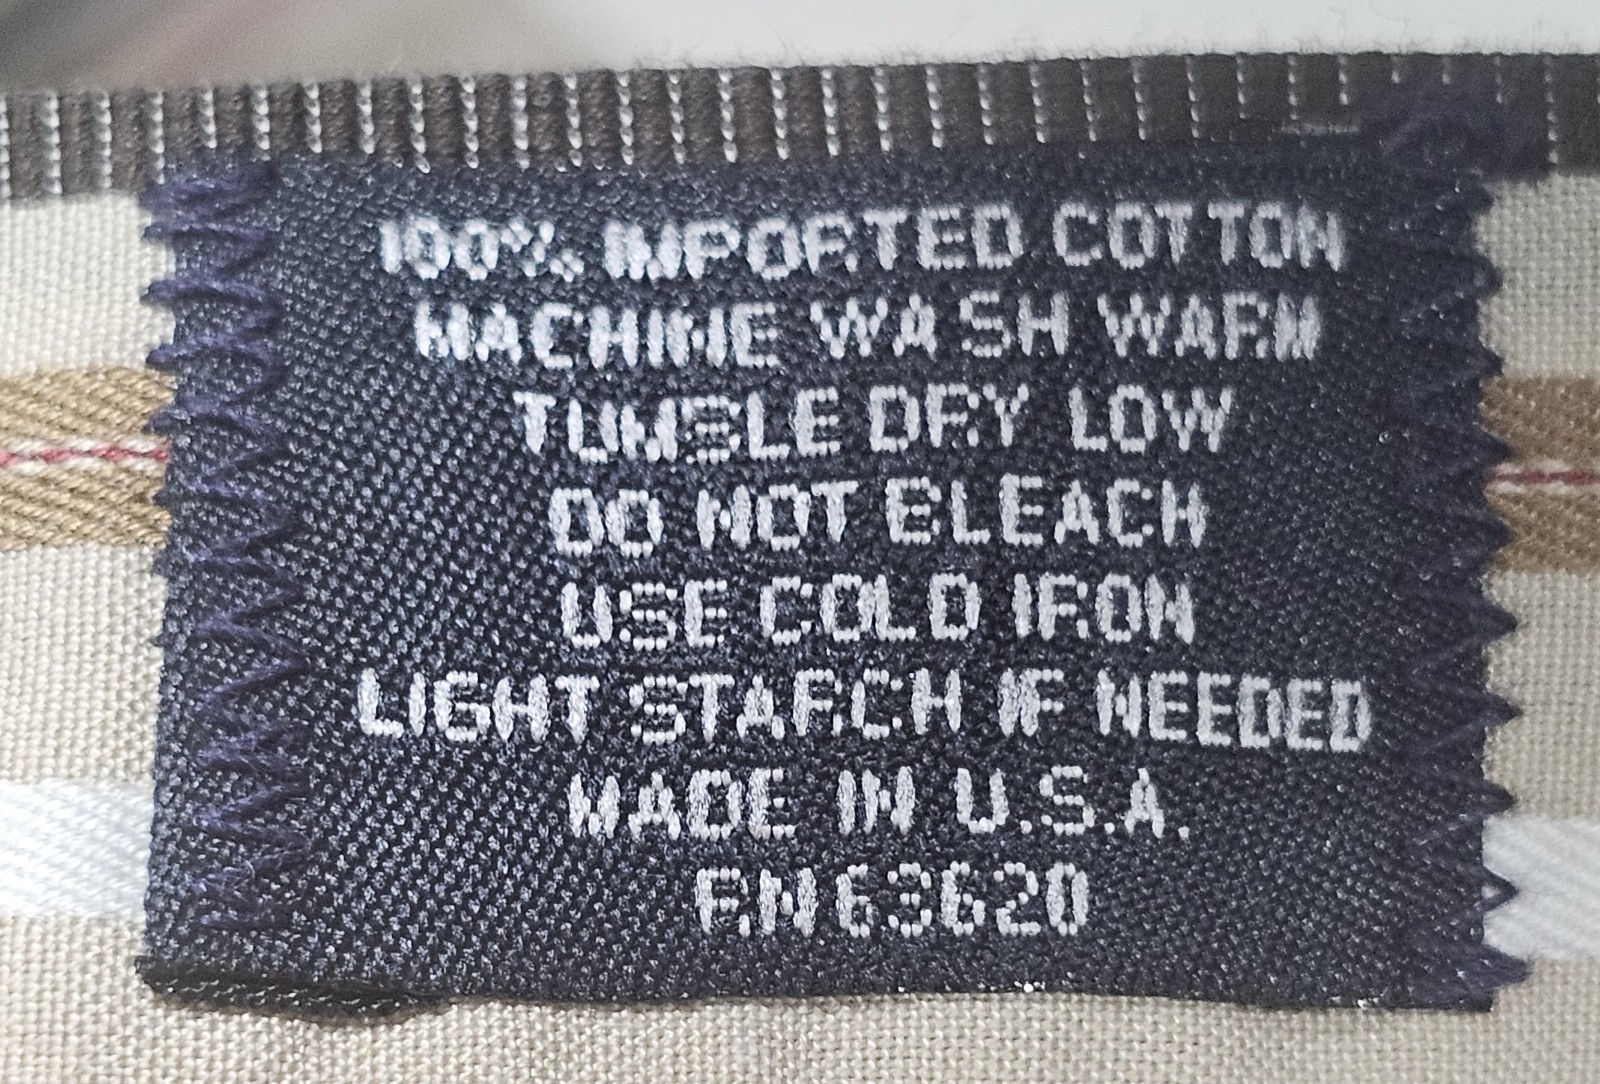 100% IMPORTED COTTON
MACHINE WASH WARM
TUMBLE DRY LOW
DO NOT BLEACH
USE COLD IRON
LIGHT STARCH IF NEEDED
MADE IN U.S.A.
RN63620